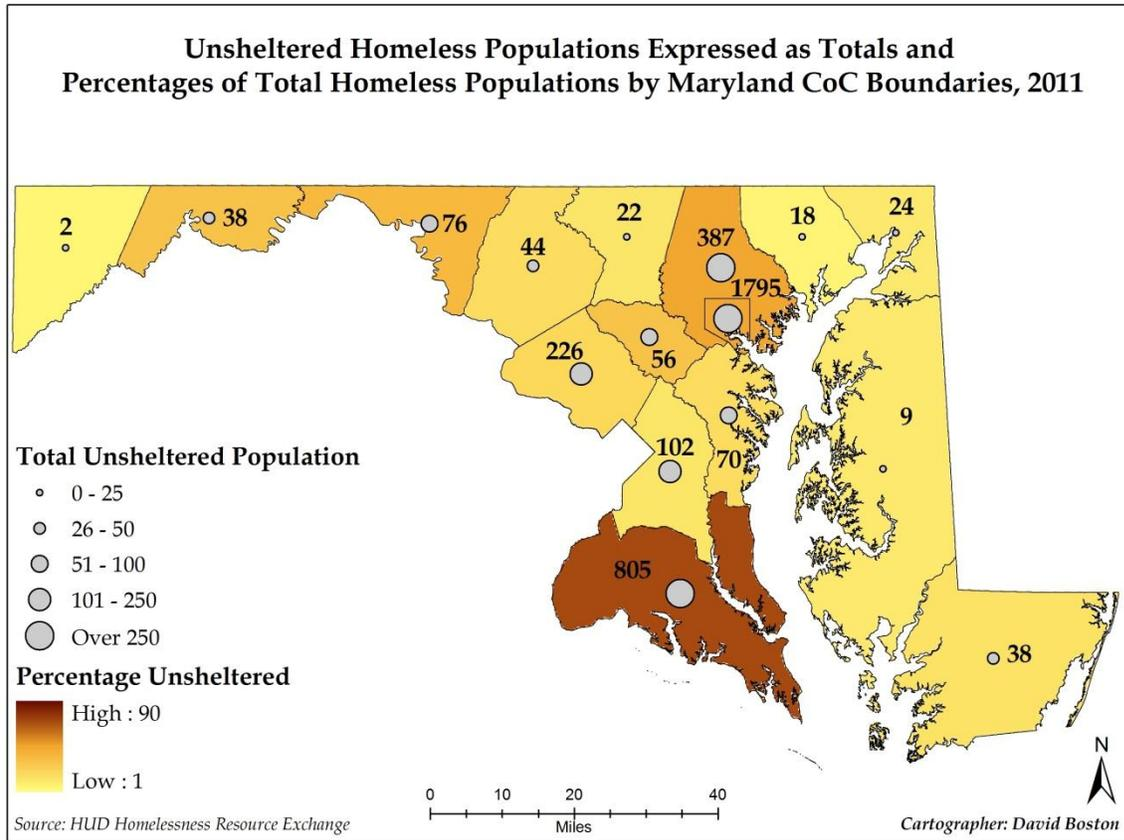 Unsheltered Homeless Populations Expressed as Totals and
Percentages of Total Homeless Populations by Maryland CoC Boundaries, 2011
2
38
76
44
22
387
18
24
1795
226
56
9
102
70
805
38
Total Unsheltered Population
0 - 25
26 - 50
51 - 100
101 - 250
Over 250
Percentage Unsheltered
High : 90
Low : 1
0 20 40
Miles
N
Source: HUD Homelessness Resource Exchange
Cartographer: David Boston